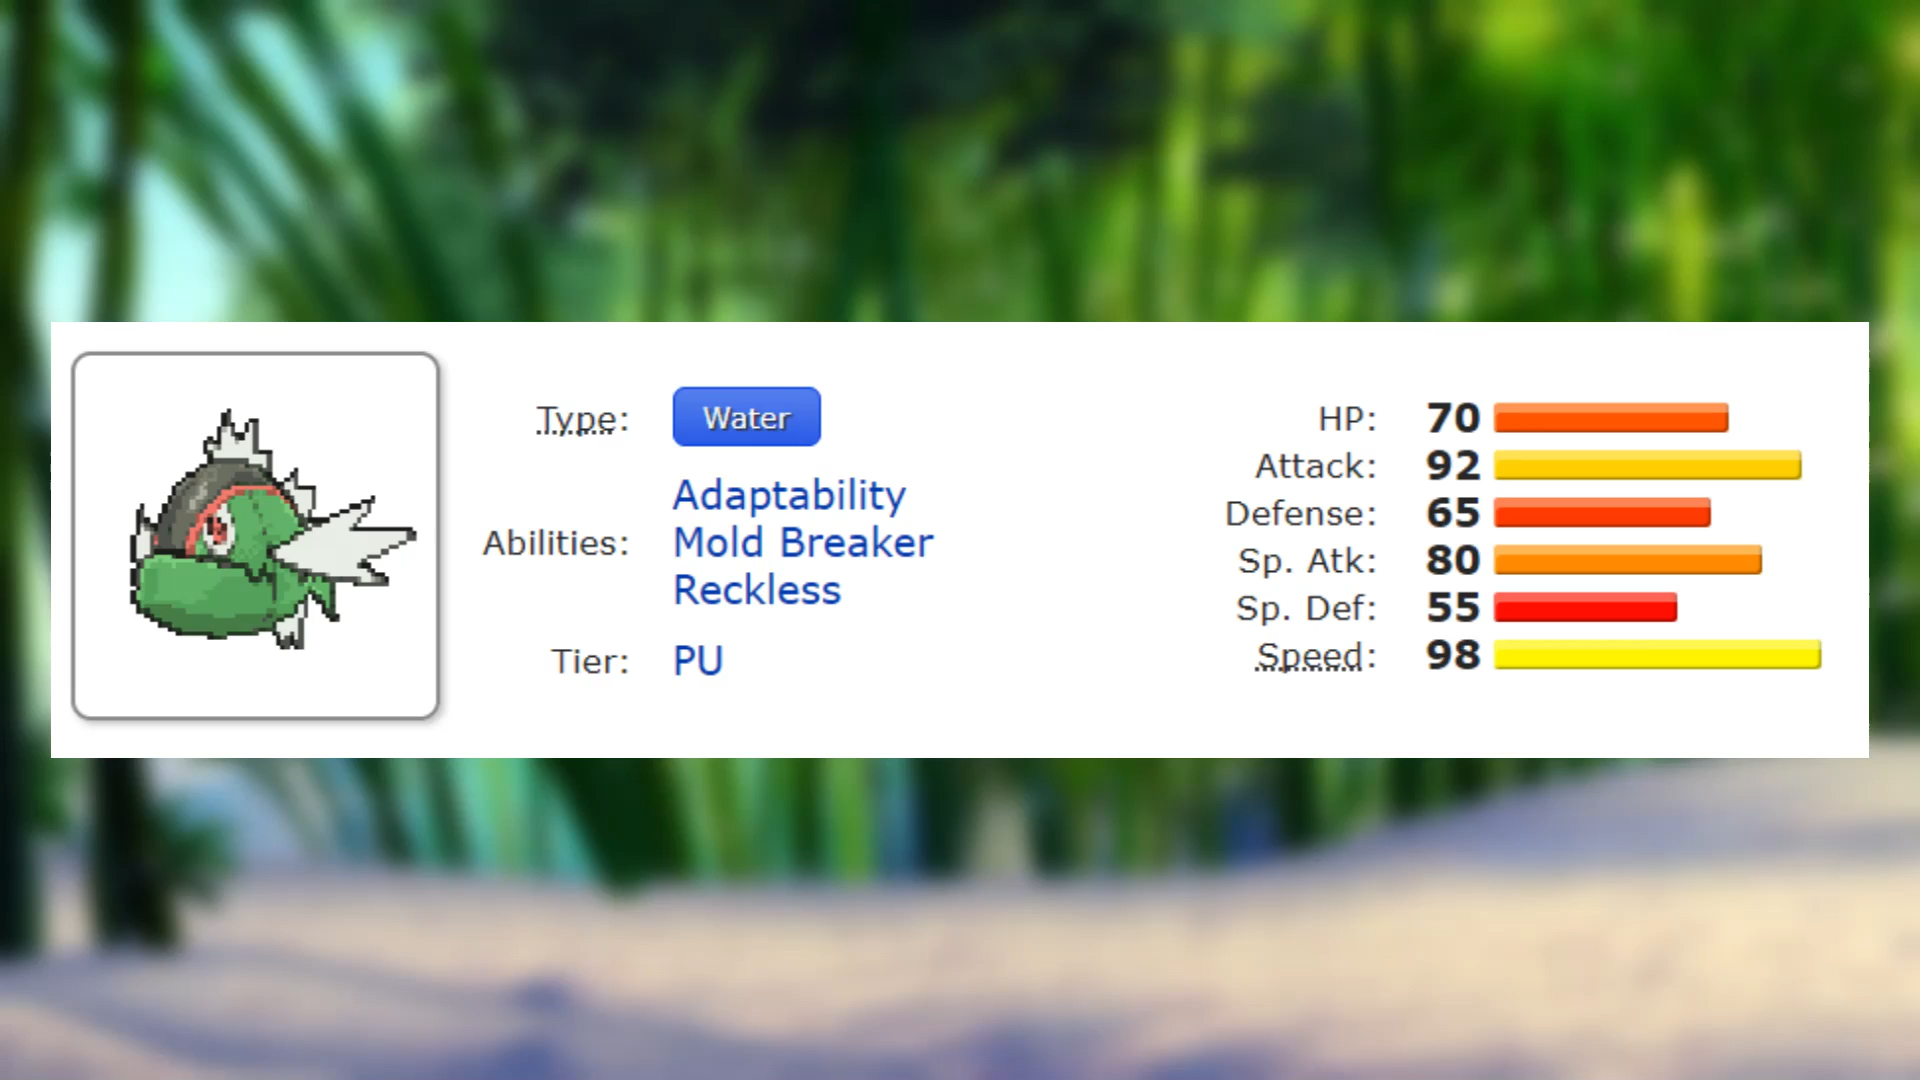 Type: Water
Abilities: Adaptability
Mold Breaker
Reckless
Tier: PU
HP: 70
Attack: 92
Defense: 65
Sp. Atk: 80
Sp. Def: 55
Speed: 98